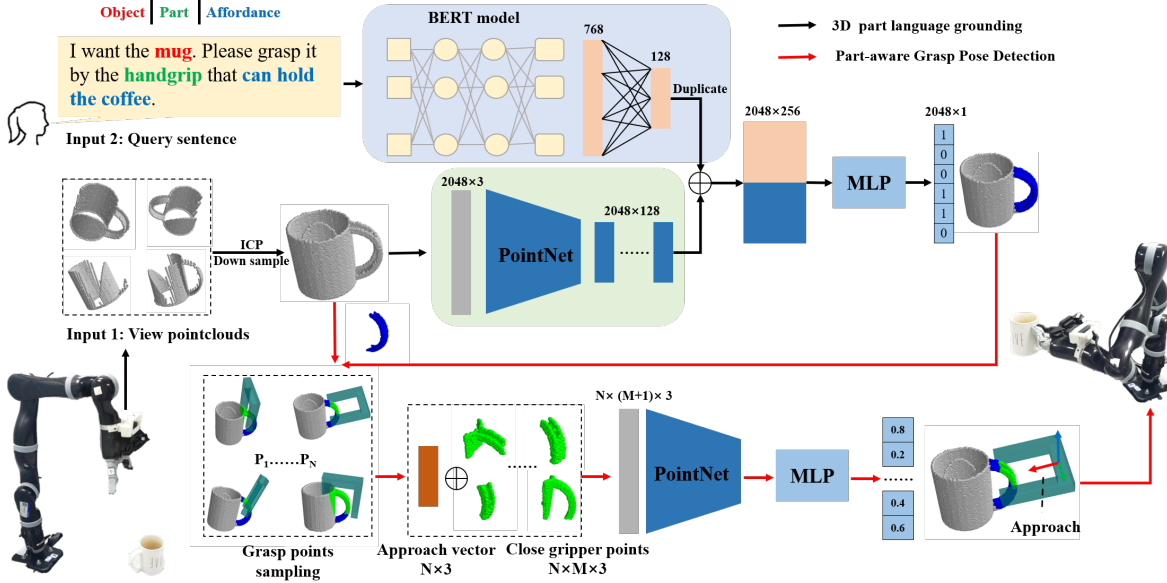 Object | Part | Affordance
I want the mug. Please grasp it
by the handgrip that can hold
the coffee.
Input 2: Query sentence
BERT model
768
128
Duplicate
3D part language grounding
Part-aware Grasp Pose Detection
2048×256
2048×1
MLP
1
0
0
1
1
0
2048×3
PointNet
2048×128
......
ICP
Down sample
Input 1: View pointclouds
P1......PN
Grasp points
sampling
......
Approach vector
N×3
Close gripper points
N×M×3
N× (M+1)× 3
PointNet
MLP
0.8
0.2
......
0.4
0.6
Approach